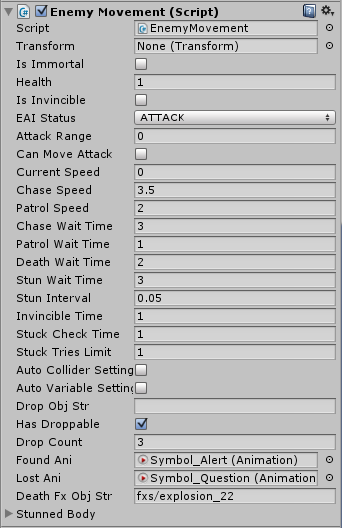 Enemy Movement (Script)
Script EnemyMovement
Transform None (Transform)
Is Immortal
Health 1
Is Invincible
EAI Status ATTACK
Attack Range 0
Can Move Attack
Current Speed 0
Chase Speed 3.5
Patrol Speed 2
Chase Wait Time 3
Patrol Wait Time 1
Death Wait Time 2
Stun Wait Time 3
Stun Interval 0.05
Invincible Time 1
Stuck Check Time 1
Stuck Tries Limit 1
Auto Collider Setting
Auto Variable Setting
Drop Obj Str
Has Droppable
Drop Count 3
Found Ani Symbol_Alert (Animation)
Lost Ani Symbol_Question (Animation
Death Fx Obj Str fxs/explosion_22
Stunned Body